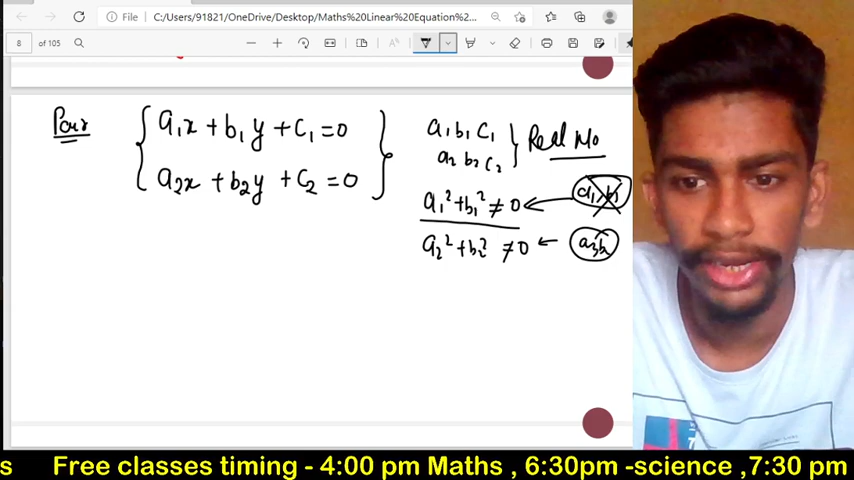 File | C:/Users/91821/OneDrive/Desktop/Maths%20Linear%20Equation%2...
8 of 105
Pair
a₁x + b₁y + c₁ = 0
a₂x + b₂y + c₂ = 0
a₁ b₁ c₁
a₂ b₂ c₂
Real No
a₁² + b₁² ≠ 0 ← a₁, b₁
a₂² + b₂² ≠ 0 ←
s Free classes timing - 4:00 pm Maths , 6:30pm -science ,7:30 pm